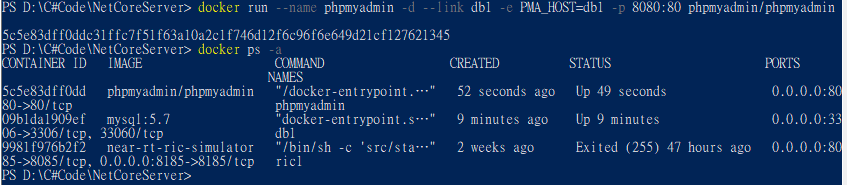 PS D:\C#Code\NetCoreServer> docker run --name phpmyadmin -d --link db1 -e PMA_HOST=db1 -p 8080:80 phpmyadmin/phpmyadmin
5c5e83dff0ddc31ffc7f51f63a10a2c1f746d12f6c96f6e649d21cf127621345
PS D:\C#Code\NetCoreServer> docker ps -a
CONTAINER ID IMAGE COMMAND CREATED STATUS PORTS
NAMES
5c5e83dff0dd phpmyadmin/phpmyadmin "/docker-entrypoint.…" 52 seconds ago Up 49 seconds 0.0.0.0:80
80->80/tcp phpmyadmin
09b1da1909ef mysql:5.7 "docker-entrypoint.s…" 9 minutes ago Up 9 minutes 0.0.0.0:33
06->3306/tcp, 33060/tcp db1
9981f976b2f2 near-rt-ric-simulator "/bin/sh -c 'src/sta…" 2 weeks ago Exited (255) 47 hours ago 0.0.0.0:80
85->8085/tcp, 0.0.0.0:8185->8185/tcp ric1
PS D:\C#Code\NetCoreServer>